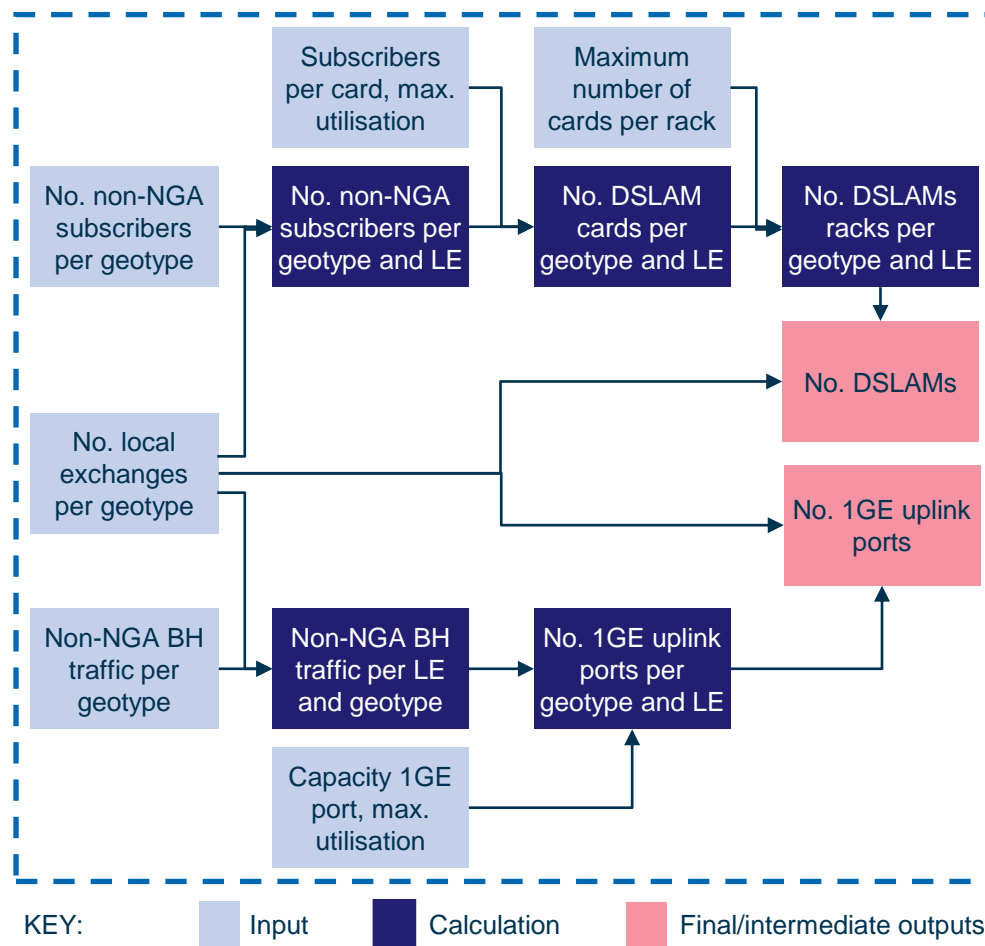 Subscribers
per card, max.
utilisation
Maximum
number of
cards per rack
No. non-NGA
subscribers
per geotype
No. non-NGA
subscribers per
geotype and LE
No. DSLAM
cards per
geotype and LE
No. DSLAMs
racks per
geotype and LE
No. DSLAMs
No. local
exchanges
per geotype
No. 1GE uplink
ports
Non-NGA BH
traffic per
geotype
Non-NGA BH
traffic per LE
and geotype
No. 1GE uplink
ports per
geotype and LE
Capacity 1GE
port, max.
utilisation
KEY:
Input
Calculation
Final/intermediate outputs